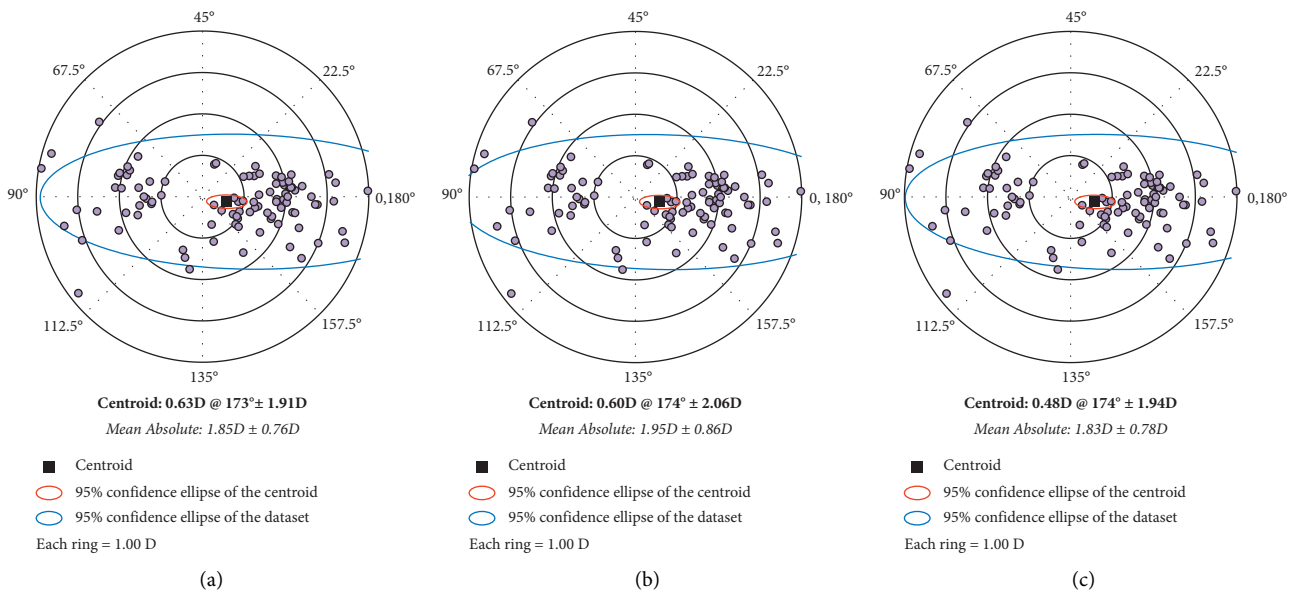 45°
67.5°
22.5°
90°
0,180°
112.5°
157.5°
135°
Centroid: 0.63D @ 173°± 1.91D
Mean Absolute: 1.85D ± 0.76D
Centroid
95% confidence ellipse of the centroid
95% confidence ellipse of the dataset
Each ring = 1.00 D
(a)
45°
67.5°
22.5°
90°
0, 180°
112.5°
157.5°
135°
Centroid: 0.60D @ 174° ± 2.06D
Mean Absolute: 1.95D ± 0.86D
Centroid
95% confidence ellipse of the centroid
95% confidence ellipse of the dataset
Each ring = 1.00 D
(b)
45°
67.5°
22.5°
90°
0,180°
112.5°
157.5°
135°
Centroid: 0.48D @ 174° ± 1.94D
Mean Absolute: 1.83D ± 0.78D
Centroid
95% confidence ellipse of the centroid
95% confidence ellipse of the dataset
Each ring = 1.00 D
(c)